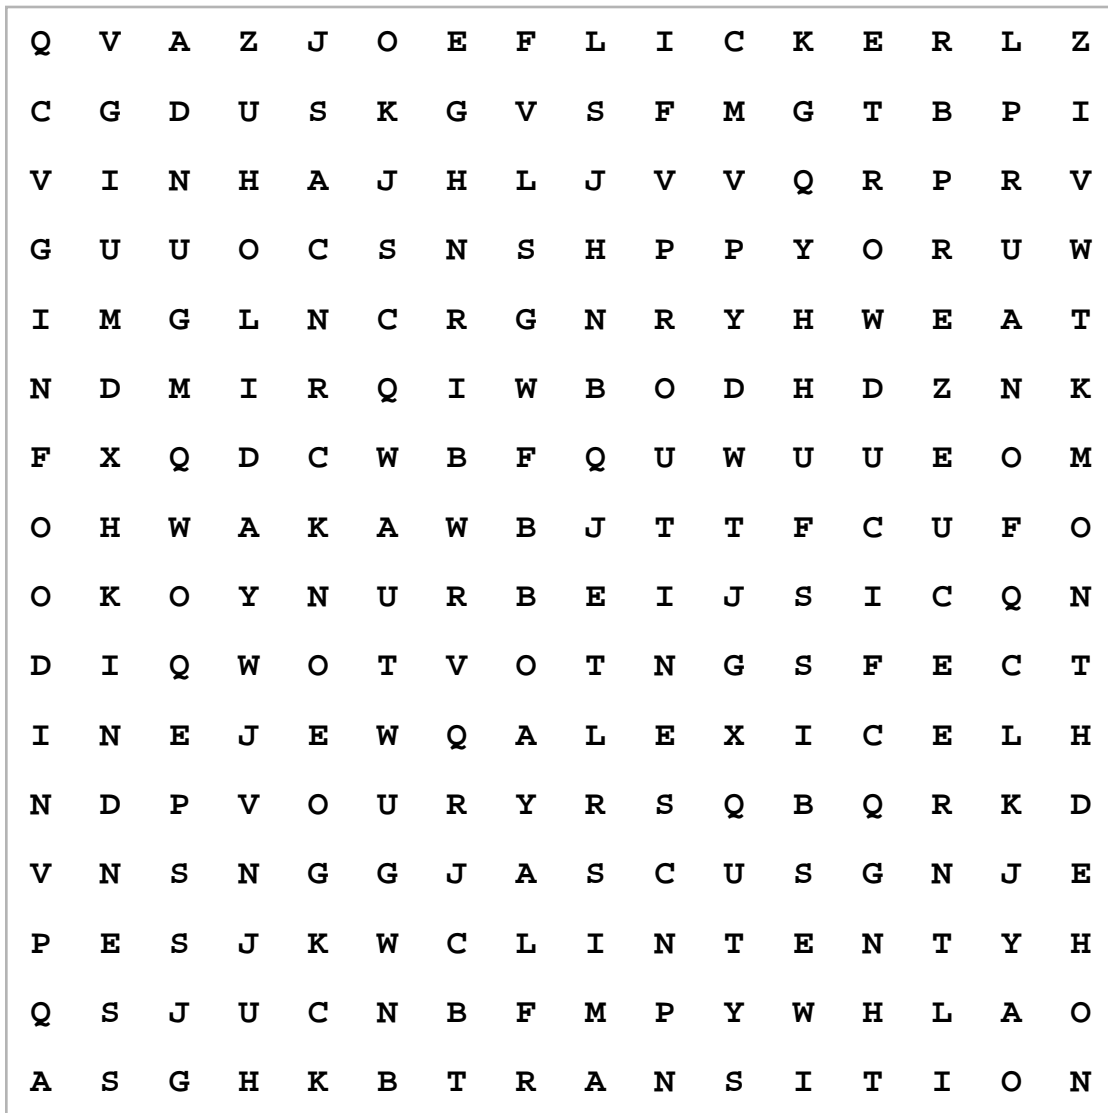 Q V A Z J O E F L I C K E R L Z
C G D U S K G V S F M G T B P I
V I N H A J H L J V V Q R P R V
G U U O C S N S H P P Y O R U W
I M G L N C R G N R Y H W E A T
N D M I R Q I W B O D H D Z N K
F X Q D C W B F Q U W U U E O M
O H W A K A W B J T T F C U F O
O K O Y N U R B E I J S I C Q N
D I Q W O T V O T N G S F E C T
I N E J E W Q A L E X I C E L H
N D P V O U R Y R S Q B Q R K D
V N S N G G J A S C U S G N J E
P E S J K W C L I N T E N T Y H
Q S J U C N B F M P Y W H L A O
A S G H K B T R A N S I T I O N